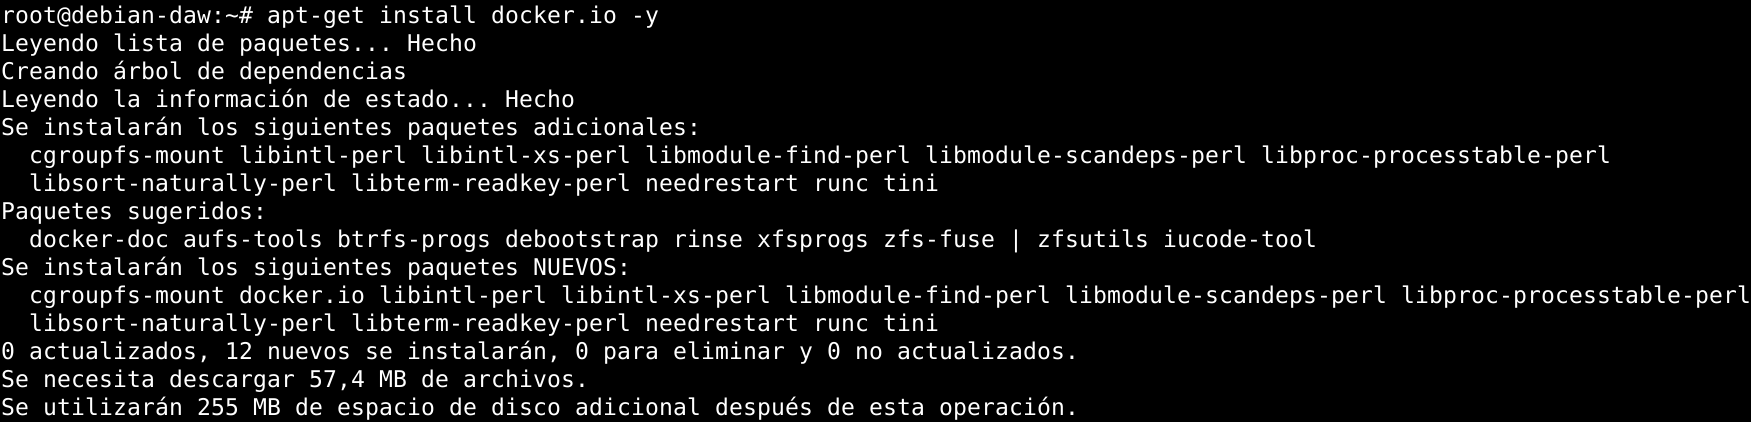 root@debian-daw:~# apt-get install docker.io -y
Leyendo lista de paquetes... Hecho
Creando árbol de dependencias
Leyendo la información de estado... Hecho
Se instalarán los siguientes paquetes adicionales:
  cgroupfs-mount libintl-perl libintl-xs-perl libmodule-find-perl libmodule-scandeps-perl libproc-processtable-perl
  libsort-naturally-perl libterm-readkey-perl needrestart runc tini
Paquetes sugeridos:
  docker-doc aufs-tools btrfs-progs debootstrap rinse xfsprogs zfs-fuse | zfsutils iucode-tool
Se instalarán los siguientes paquetes NUEVOS:
  cgroupfs-mount docker.io libintl-perl libintl-xs-perl libmodule-find-perl libmodule-scandeps-perl libproc-processtable-perl
  libsort-naturally-perl libterm-readkey-perl needrestart runc tini
0 actualizados, 12 nuevos se instalarán, 0 para eliminar y 0 no actualizados.
Se necesita descargar 57,4 MB de archivos.
Se utilizarán 255 MB de espacio de disco adicional después de esta operación.